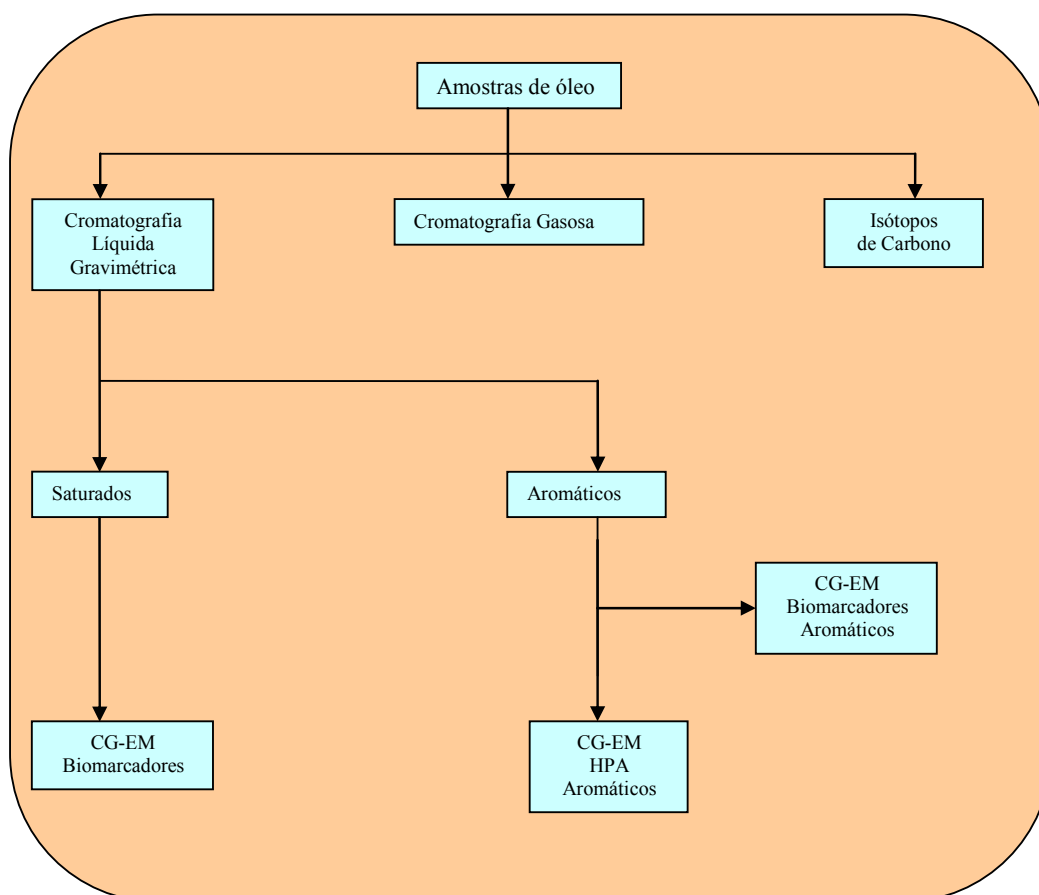 Amostras de óleo
Cromatografia
Líquida
Gravimétrica
Cromatografia Gasosa
Isótopos
de Carbono
Saturados
Aromáticos
CG-EM
Biomarcadores
Aromáticos
CG-EM
Biomarcadores
CG-EM
HPA
Aromáticos